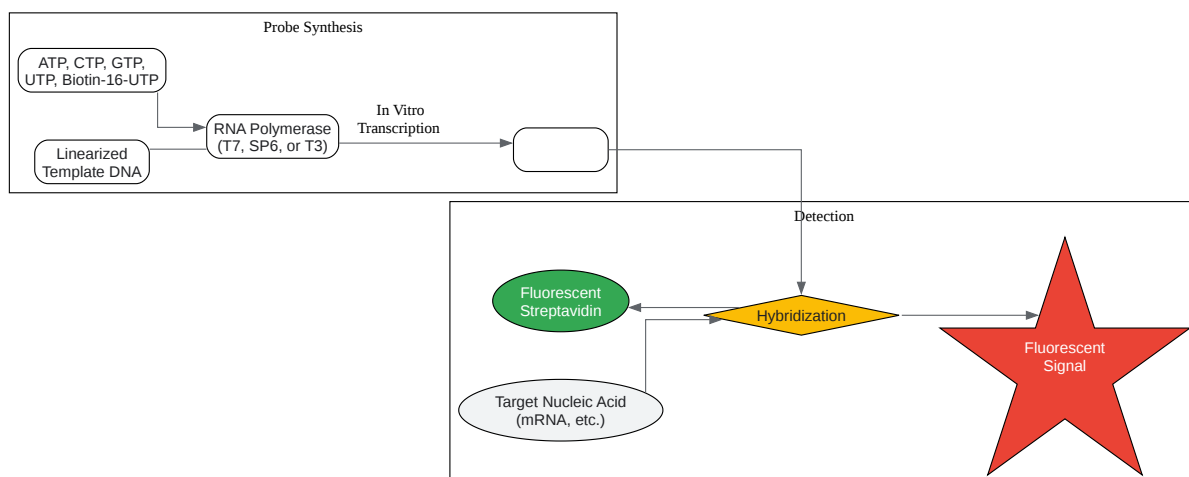 Probe Synthesis
ATP, CTP, GTP,
UTP, Biotin-16-UTP
RNA Polymerase
(T7, SP6, or T3)
In Vitro
Transcription
Linearized
Template DNA
Detection
Fluorescent
Streptavidin
Hybridization
Fluorescent
Signal
Target Nucleic Acid
(mRNA, etc.)